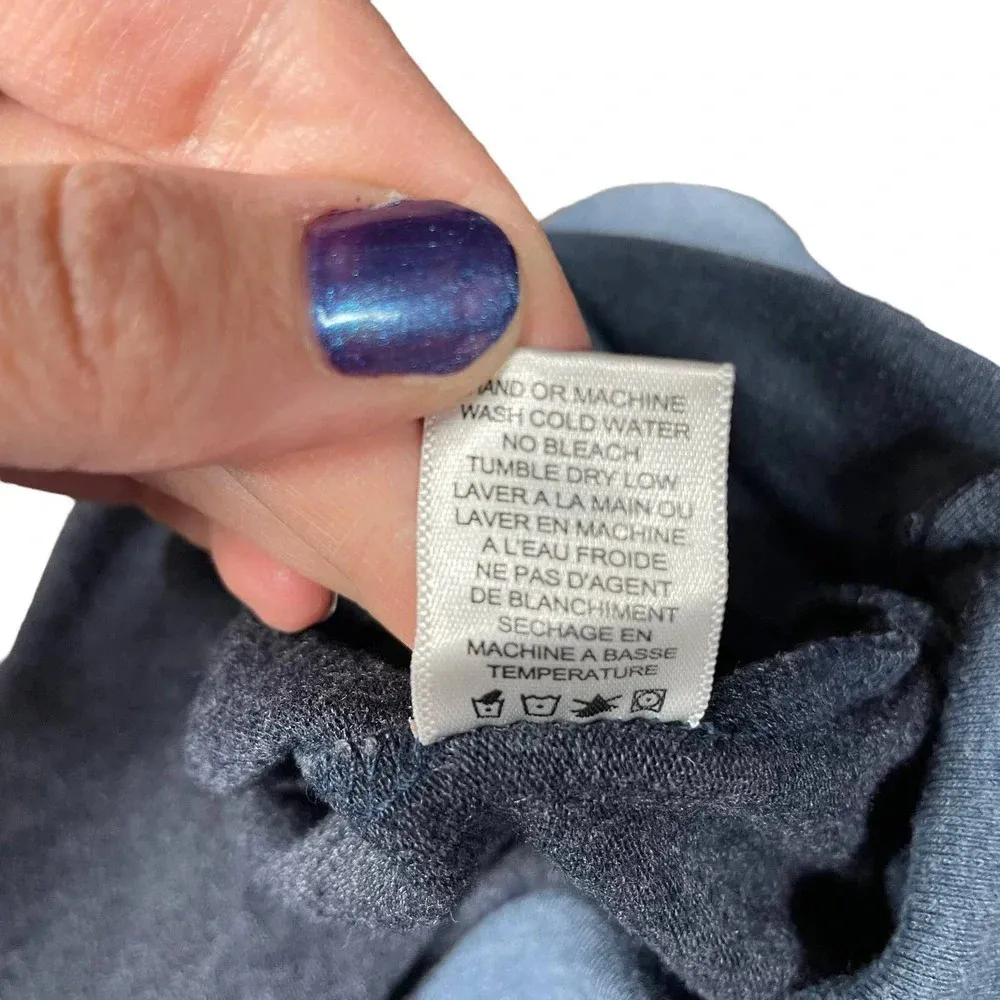 HAND OR MACHINE
WASH COLD WATER
NO BLEACH
TUMBLE DRY LOW
LAVER A LA MAIN OU
LAVER EN MACHINE
A L'EAU FROIDE
NE PAS D'AGENT
DE BLANCHIMENT
SECHAGE EN
MACHINE A BASSE
TEMPERATURE